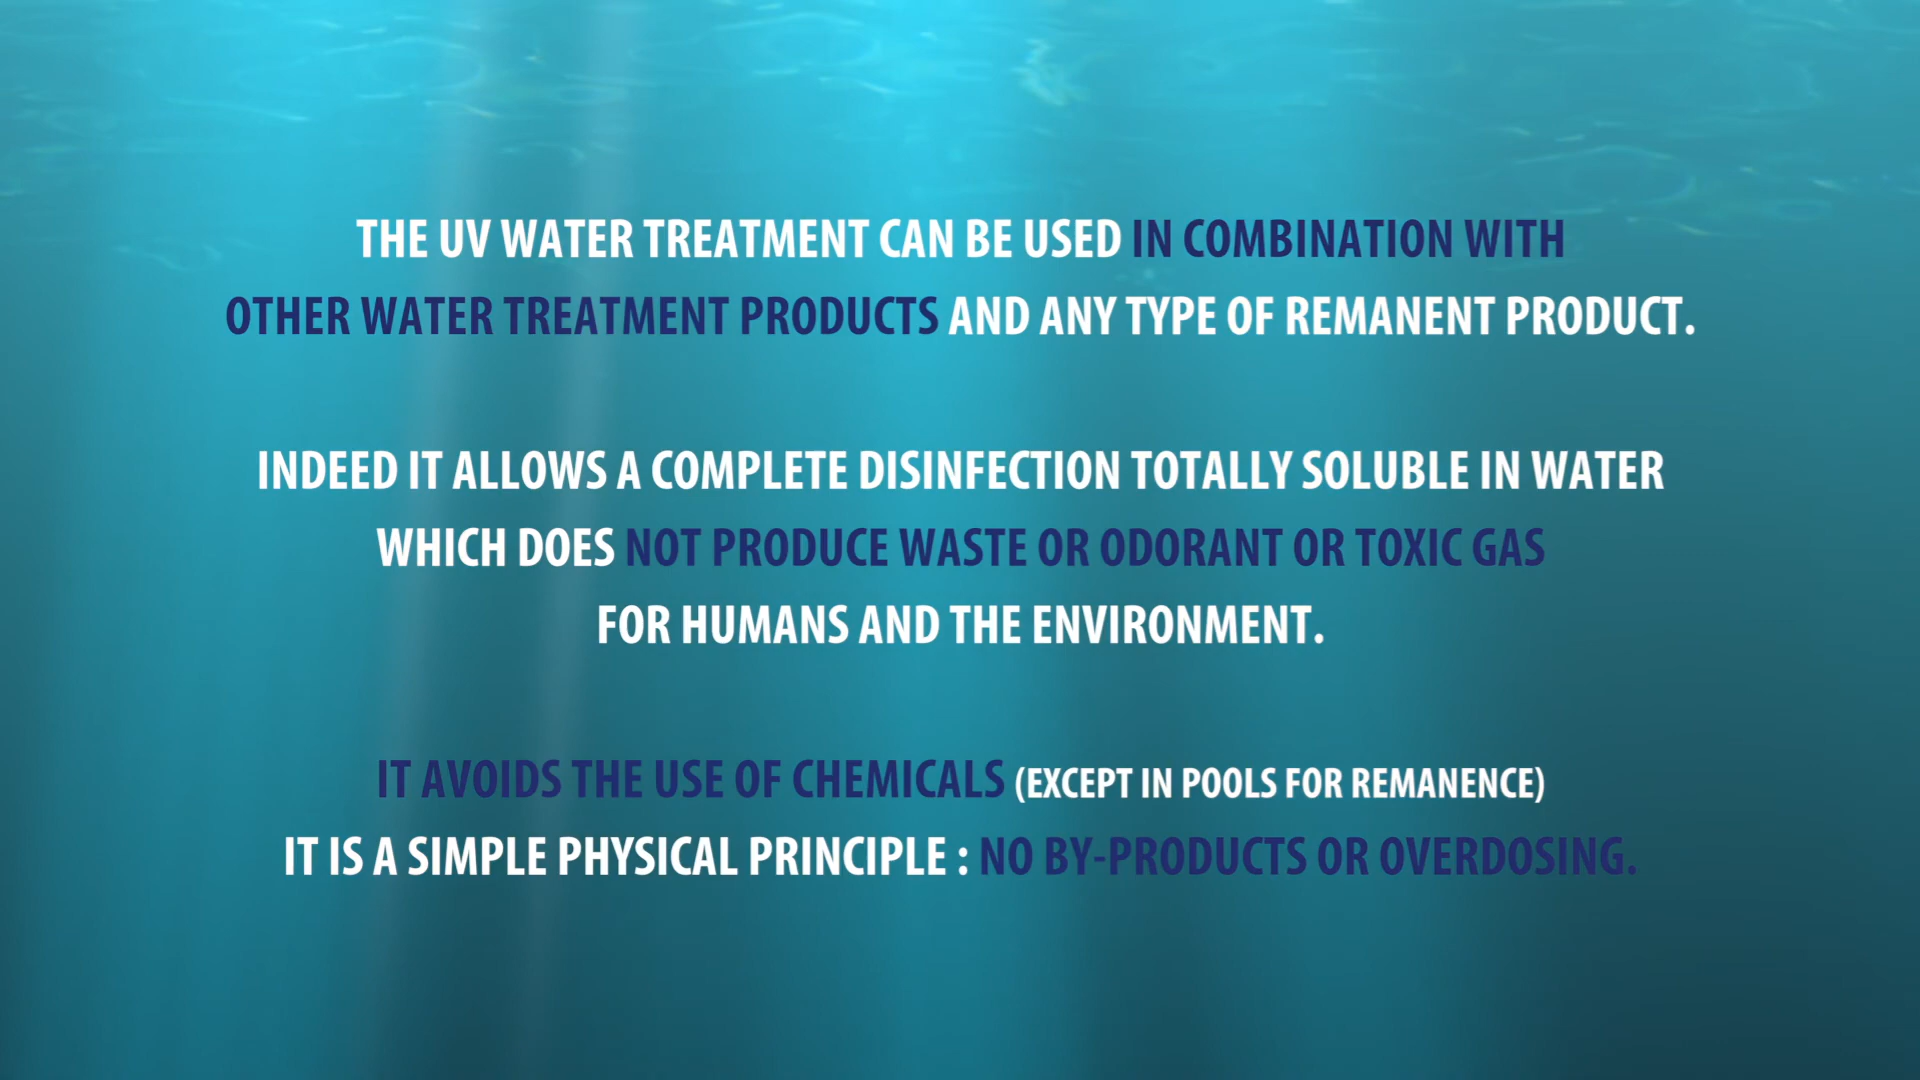 THE UV WATER TREATMENT CAN BE USED IN COMBINATION WITH
OTHER WATER TREATMENT PRODUCTS AND ANY TYPE OF REMANENT PRODUCT.
INDEED IT ALLOWS A COMPLETE DISINFECTION TOTALLY SOLUBLE IN WATER
WHICH DOES NOT PRODUCE WASTE OR ODORANT OR TOXIC GAS
FOR HUMANS AND THE ENVIRONMENT.
IT AVOIDS THE USE OF CHEMICALS (EXCEPT IN POOLS FOR REMANENCE)
IT IS A SIMPLE PHYSICAL PRINCIPLE : NO BY-PRODUCTS OR OVERDOSING.